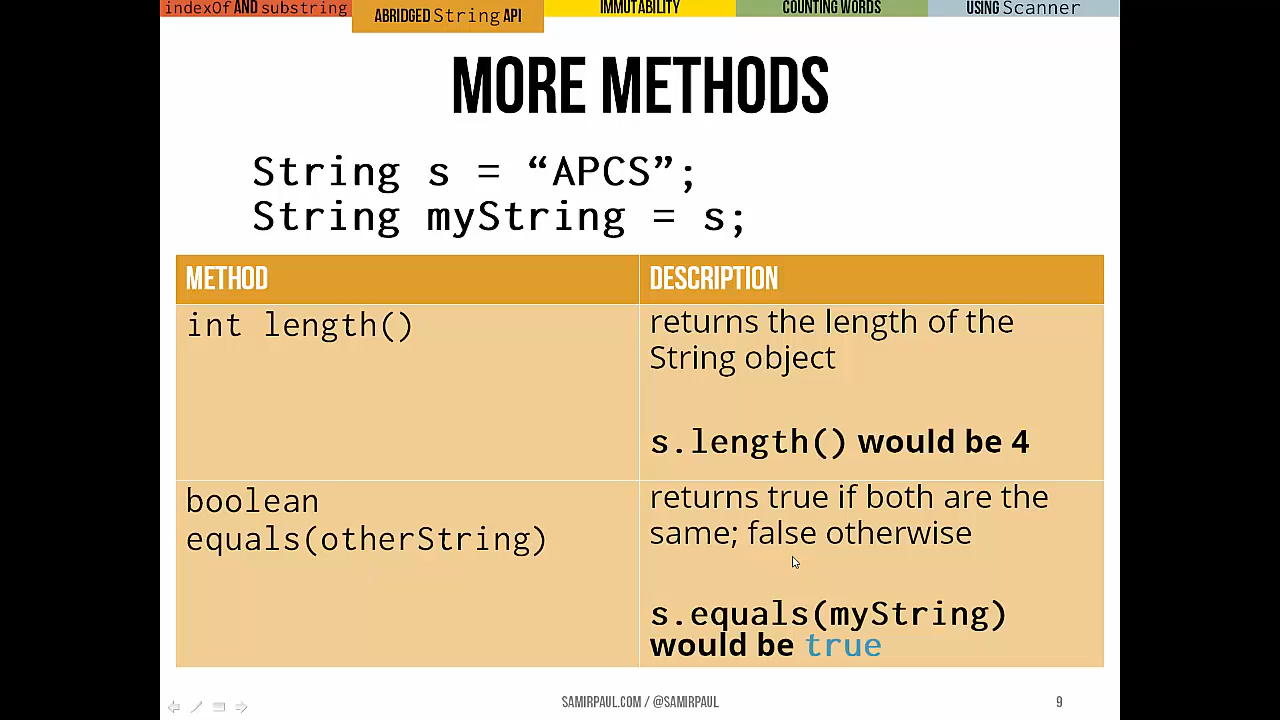 indexOf AND substring
ABRIDGED String API
IMMUTABILITY
COUNTING WORDS
USING Scanner
MORE METHODS
String s = “APCS”;
String myString = s;
METHOD
DESCRIPTION
int length()
returns the length of the
String object
s.length() would be 4
boolean
equals(otherString)
returns true if both are the
same; false otherwise
s.equals(myString)
would be true
SAMIRPAUL.COM / @SAMIRPAUL
9